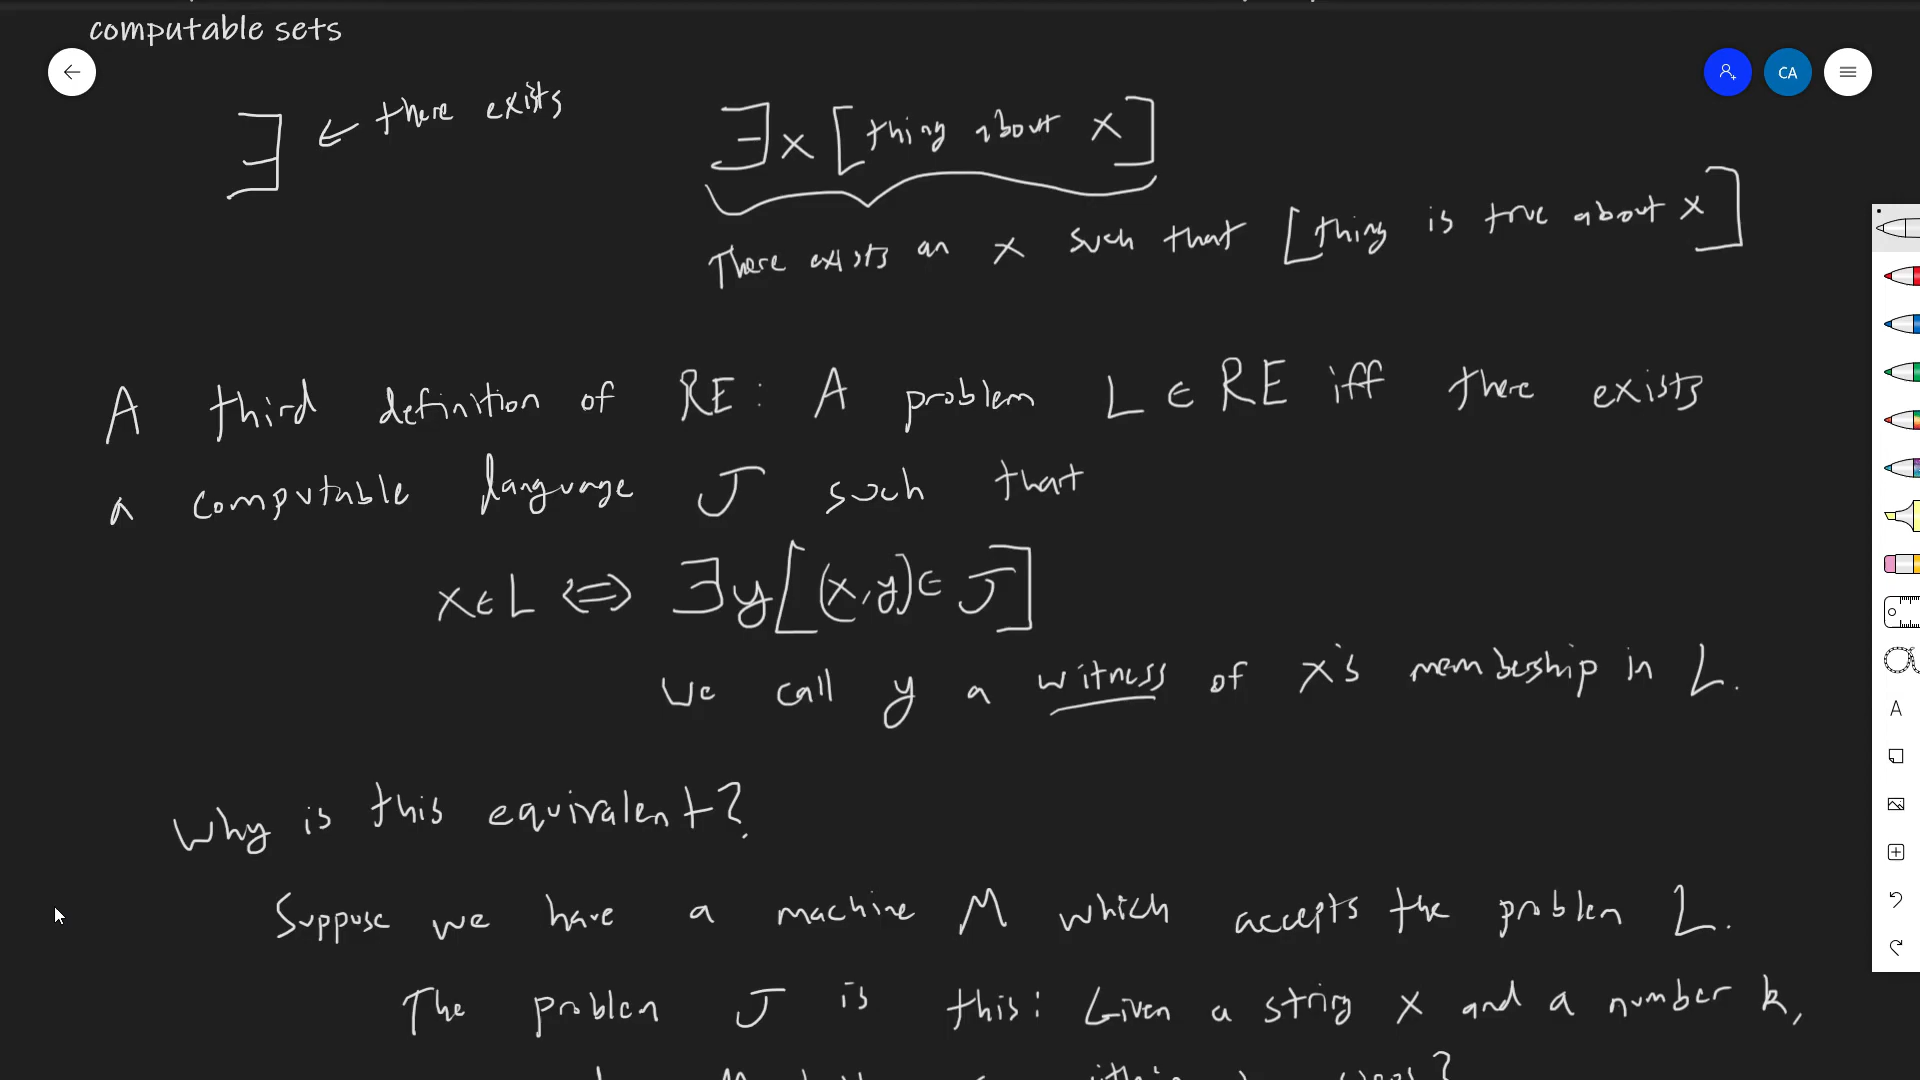 computable sets
CA
∃ ← there exists
∃x [thing about x]
There exists an x such that [thing is true about x]
A third definition of RE: A problem L ∈ RE iff there exists
a computable language J such that
x∈L ⇔ ∃y[(x,y)∈ J]
we call y a witness of x's membership in L.
Why is this equivalent?
Suppose we have a machine M which accepts the problem L.
The problem J is this: Given a string x and a number k,
A